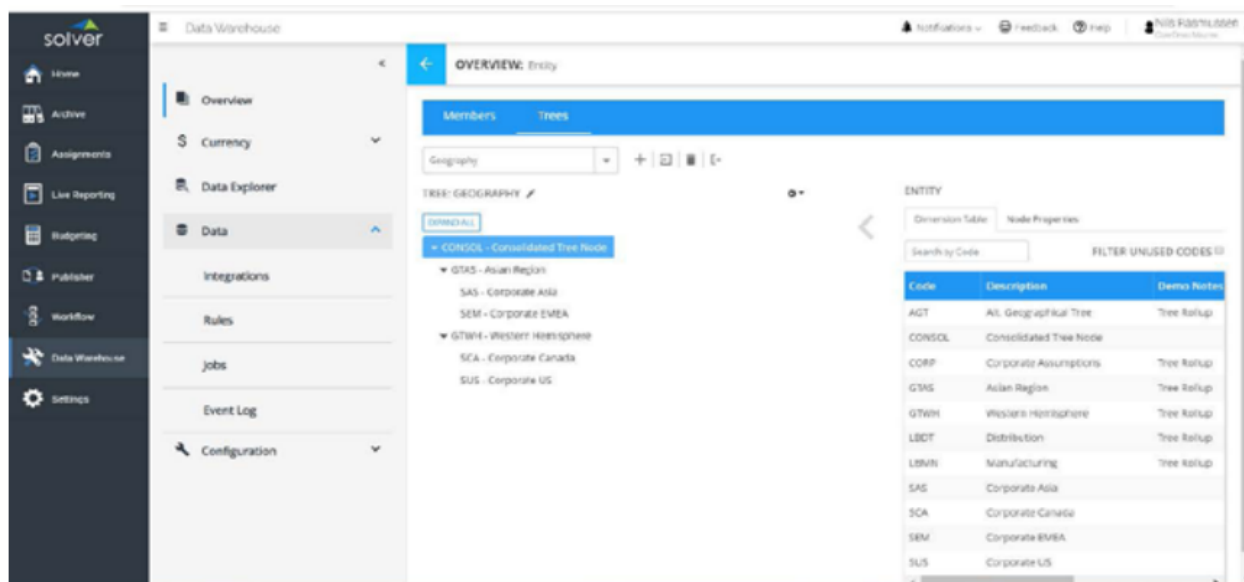 solver
Home
Archive
Assignments
Live Reporting
Budgeting
Publisher
Workflow
Data Warehouse
Settings
Data Warehouse
Notifications
Feedback
Help
Nils Rasmussen
Overview
Currency
Data Explorer
Data
Integrations
Rules
Jobs
Event Log
Configuration
OVERVIEW: Entity
Members Trees
Geography
TREE: GEOGRAPHY
EXPAND ALL
CONSOL - Consolidated Tree Node
GTAS - Asian Region
SAS - Corporate Asia
SEM - Corporate EMEA
GTWH - Western Hemisphere
SCA - Corporate Canada
SUS - Corporate US
ENTITY
Dimension Table Node Properties
Search by Code FILTER UNUSED CODES
Code Description Demo Notes
AGT Alt. Geographical Tree Tree Rollup
CONSOL Consolidated Tree Node
CORP Corporate Assumptions Tree Rollup
GTAS Asian Region Tree Rollup
GTWH Western Hemisphere Tree Rollup
LBDT Distribution Tree Rollup
LBMN Manufacturing Tree Rollup
SAS Corporate Asia
SCA Corporate Canada
SEM Corporate EMEA
SUS Corporate US